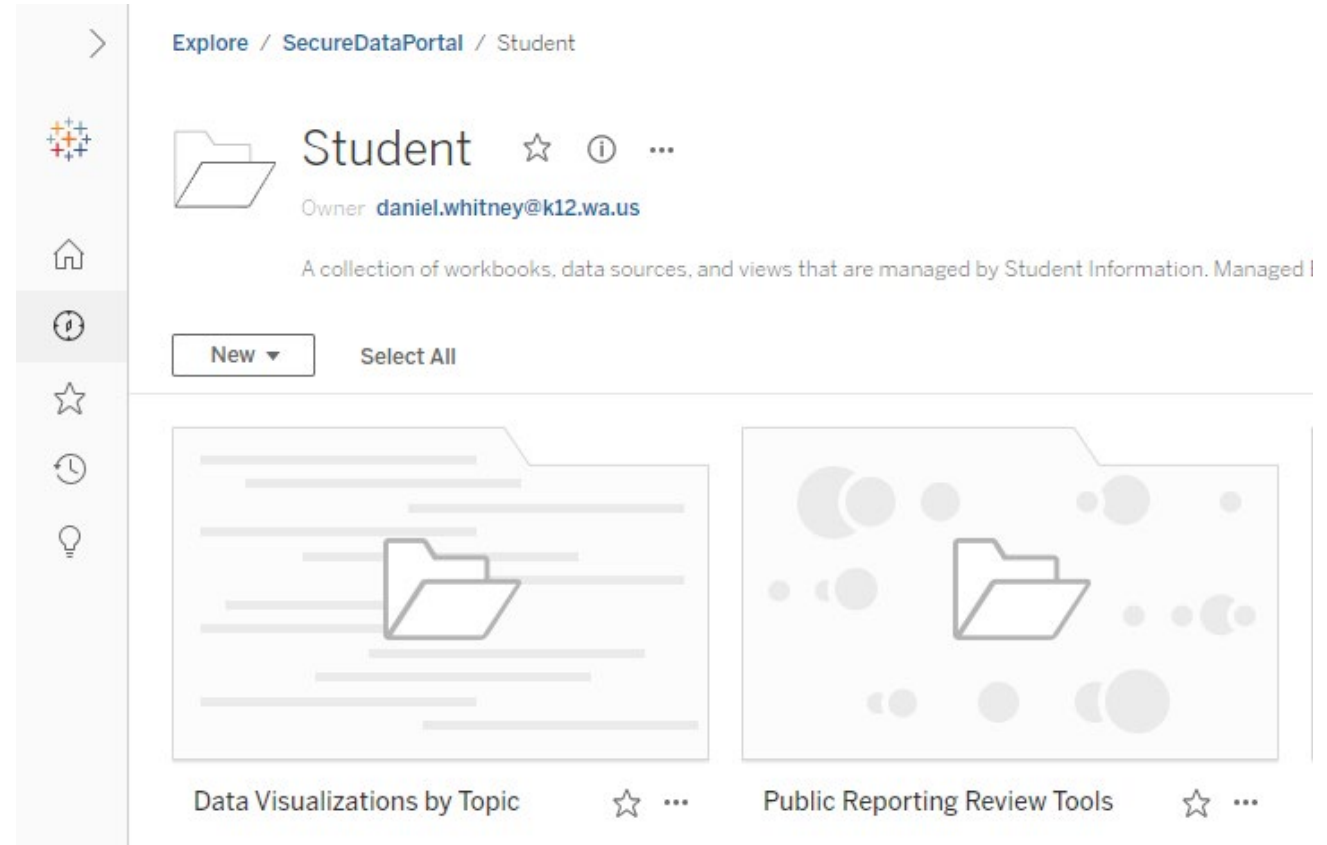 Explore / SecureDataPortal / Student
Student
Owner daniel.whitney@k12.wa.us
A collection of workbooks, data sources, and views that are managed by Student Information. Managed
New
Select All
Data Visualizations by Topic
Public Reporting Review Tools